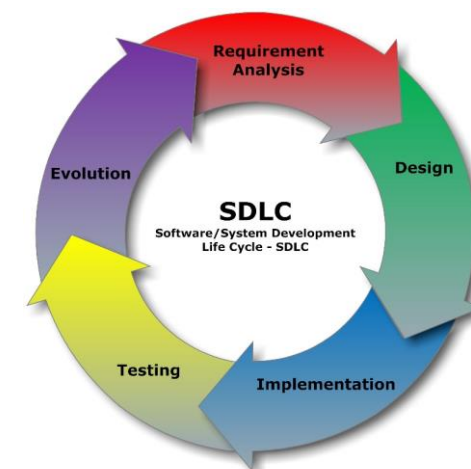 Requirement
Analysis
Design
Implementation
Testing
Evolution
SDLC
Software/System Development
Life Cycle - SDLC